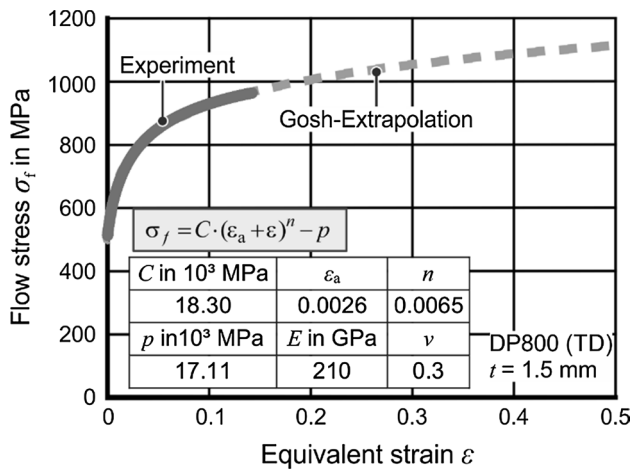 1200
1000
800
600
400
200
0
Flow stress σf in MPa
Experiment
Gosh-Extrapolation
σf = C·(εa+ε)ⁿ − p
C in 10³ MPa εa n
18.30 0.0026 0.0065
p in10³ MPa E in GPa ν
17.11 210 0.3
DP800 (TD)
t = 1.5 mm
0 0.1 0.2 0.3 0.4 0.5
Equivalent strain ε